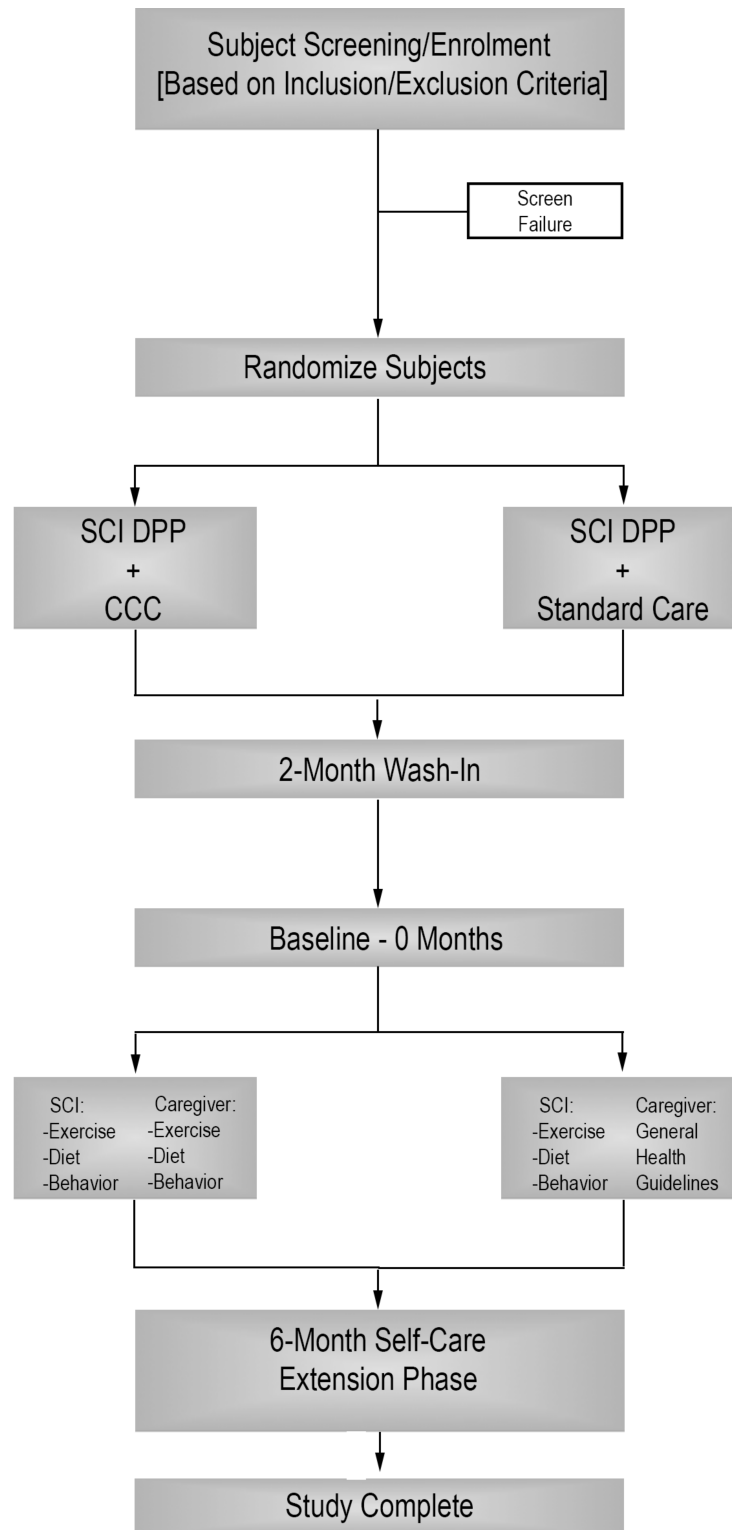 Subject Screening/Enrolment
[Based on Inclusion/Exclusion Criteria]
Screen
Failure
Randomize Subjects
SCI DPP
+
CCC
SCI DPP
+
Standard Care
2-Month Wash-In
Baseline - 0 Months
SCI:
-Exercise
-Diet
-Behavior
Caregiver:
-Exercise
-Diet
-Behavior
SCI:
-Exercise
-Diet
-Behavior
Caregiver:
General
Health
Guidelines
6-Month Self-Care
Extension Phase
Study Complete